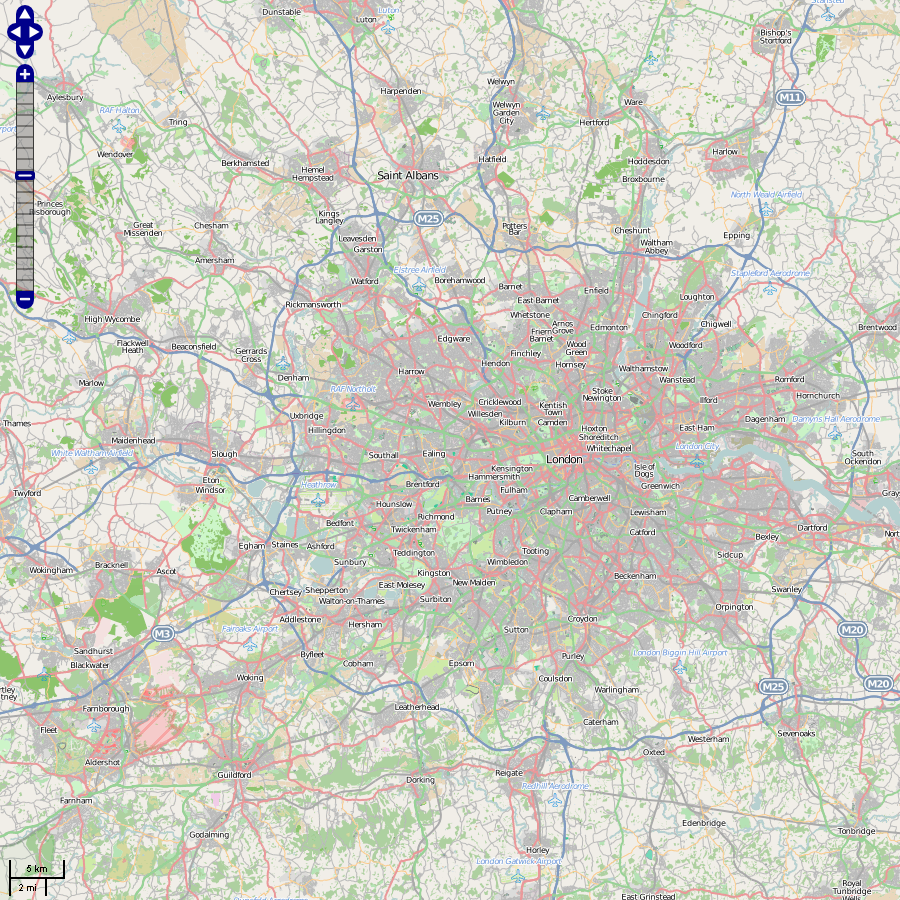 Dunstable
Luton
Luton
Stansted
Bishop's
Stortford
Aylesbury
RAF Halton
Tring
Harpenden
Welwyn
Welwyn
Garden
City
Ware
Hertford
M11
Wendover
Berkhamsted
Hemel
Hempstead
Saint Albans
Hatfield
Hoddesdon
Broxbourne
Harlow
North Weald Airfield
Princes
Risborough
Great
Missenden
Chesham
Kings
Langley
M25
Potters
Bar
Cheshunt
Waltham
Abbey
Epping
Leavesden
Garston
Amersham
Watford
Elstree Airfield
Borehamwood
Barnet
Enfield
Stapleford Aerodrome
Loughton
Rickmansworth
East Barnet
Whetstone
Chingford
Chigwell
High Wycombe
Flackwell
Heath
Beaconsfield
Gerrards
Cross
Edgware
Friern
Barnet
Arnos
Grove
Edmonton
Wood
Green
Woodford
Brentwood
Finchley
Hendon
Hornsey
Walthamstow
Wanstead
Marlow
Denham
Harrow
RAF Northolt
Romford
Hornchurch
Stoke
Newington
Ilford
Thames
Uxbridge
Hillingdon
Wembley
Cricklewood
Willesden
Kilburn
Kentish
Town
Camden
Hoxton
Shoreditch
Whitechapel
East Ham
Dagenham
Damyns Hall Aerodrome
London City
Maidenhead
White Waltham Airfield
Slough
Southall
Ealing
London
South
Ockendon
Twyford
Eton
Windsor
Heathrow
Brentford
Kensington
Hammersmith
Fulham
Isle of
Dogs
Greenwich
Grays
Hounslow
Barnes
Putney
Richmond
Clapham
Camberwell
Lewisham
Bedfont
Twickenham
Catford
Bexley
Dartford
Egham
Staines
Ashford
Teddington
Tooting
Sidcup
Wimbledon
Wokingham
Bracknell
Ascot
Sunbury
Kingston
New Malden
Beckenham
Chertsey
Shepperton
East Molesey
Walton-on-Thames
Surbiton
Swanley
Orpington
Addlestone
Hersham
Croydon
M3
Fairoaks Airport
Sutton
M20
Sandhurst
Blackwater
Byfleet
Cobham
Epsom
Purley
London Biggin Hill Airport
Woking
Coulsdon
Warlingham
M25
M20
Farnborough
Fleet
Leatherhead
Caterham
Sevenoaks
Westerham
Oxted
Aldershot
Guildford
Dorking
Reigate
Redhill Aerodrome
Farnham
Godalming
Edenbridge
Tonbridge
Horley
London Gatwick Airport
5 km
2 mi
East Grinstead
Royal
Tunbridge
Wells